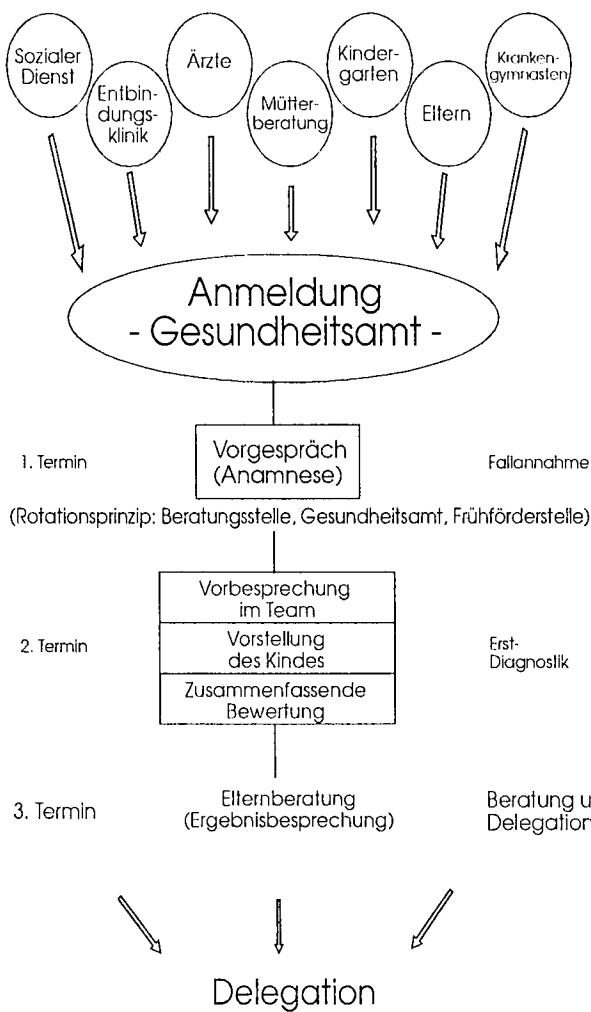 Sozialer
Dienst
Entbin-
dungs-
klinik
Ärzte
Mütter-
beratung
Kinder-
garten
Eltern
Kranken-
gymnasten
Anmeldung
- Gesundheitsamt -
1. Termin
Vorgespräch
(Anamnese)
Fallannahme
(Rotationsprinzip: Beratungsstelle, Gesundheitsamt, Frühförderstelle)
2. Termin
Vorbesprechung
im Team
Vorstellung
des Kindes
Zusammenfassende
Bewertung
Erst-
Diagnostik
3. Termin
Elternberatung
(Ergebnisbesprechung)
Beratung u
Delegation
Delegation